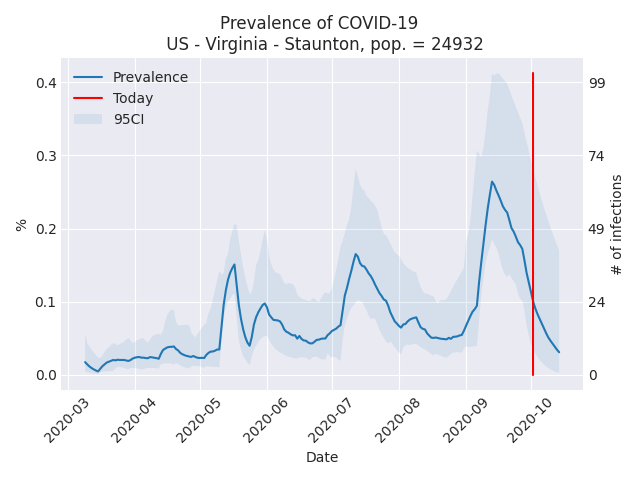 Prevalence of COVID-19
US - Virginia - Staunton, pop. = 24932
Prevalence
Today
95CI
%
0.4
0.3
0.2
0.1
0.0
99
74
49
24
0
# of infections
2020-03
2020-04
2020-05
2020-06
2020-07
2020-08
2020-09
2020-10
Date